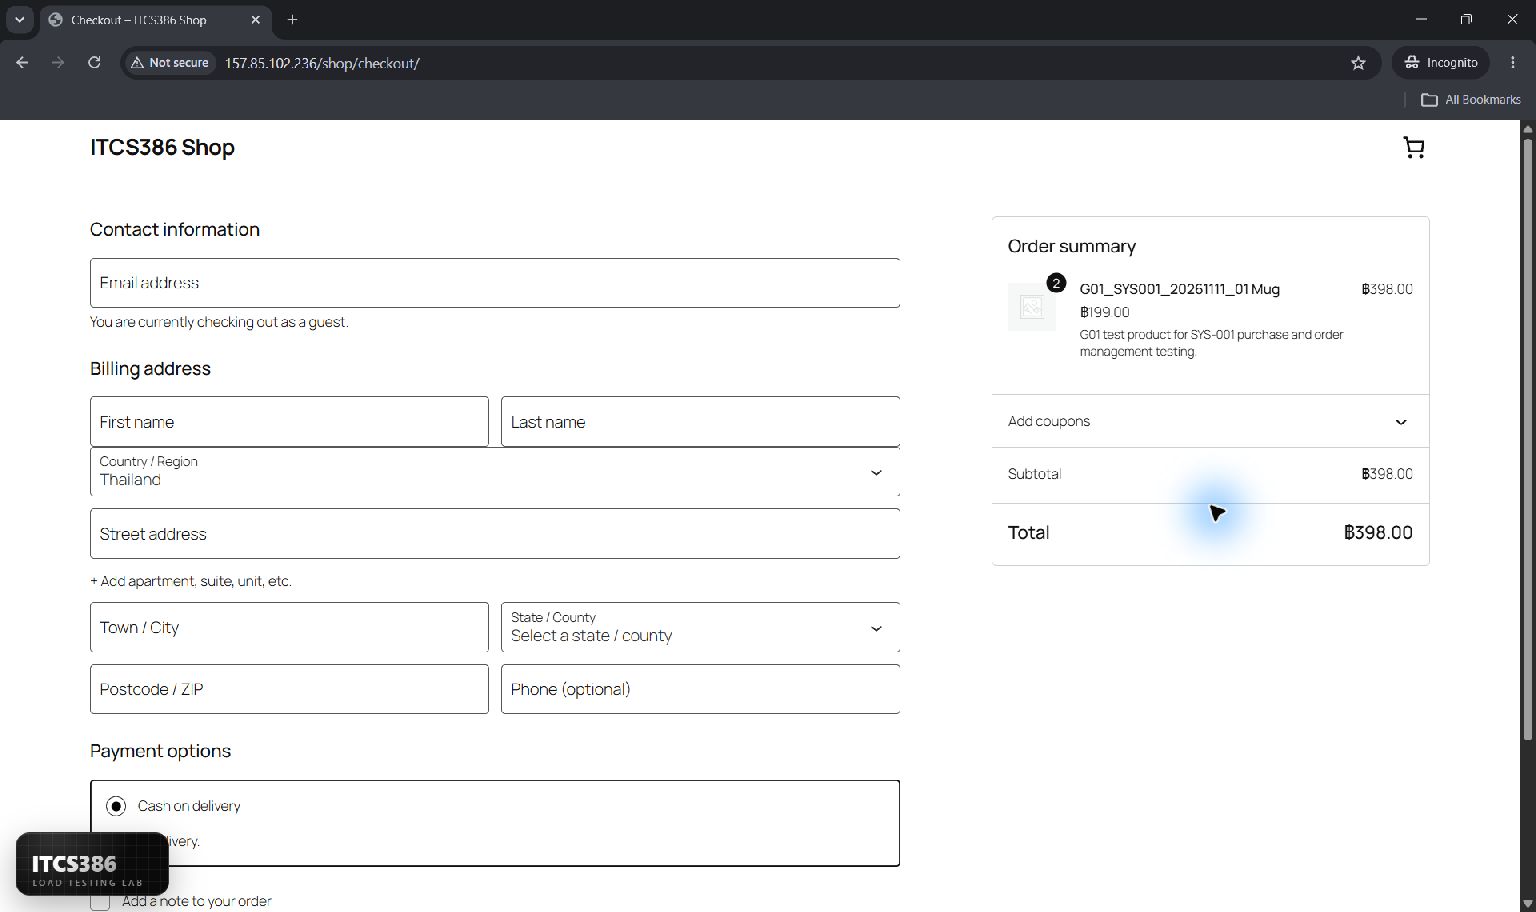 Checkout – ITCS386 Shop
Not secure
157.85.102.236/shop/checkout/
Incognito
All Bookmarks
ITCS386 Shop
Contact information
Email address
You are currently checking out as a guest.
Billing address
First name
Last name
Country / Region
Thailand
Street address
+ Add apartment, suite, unit, etc.
Town / City
State / County
Select a state / county
Postcode / ZIP
Phone (optional)
Payment options
Cash on delivery
ivery.
Add a note to your order
ITCS386
LOAD TESTING LAB
Order summary
2
G01_SYS001_20261111_01 Mug
฿398.00
฿199.00
G01 test product for SYS-001 purchase and order
management testing.
Add coupons
Subtotal
฿398.00
Total
฿398.00